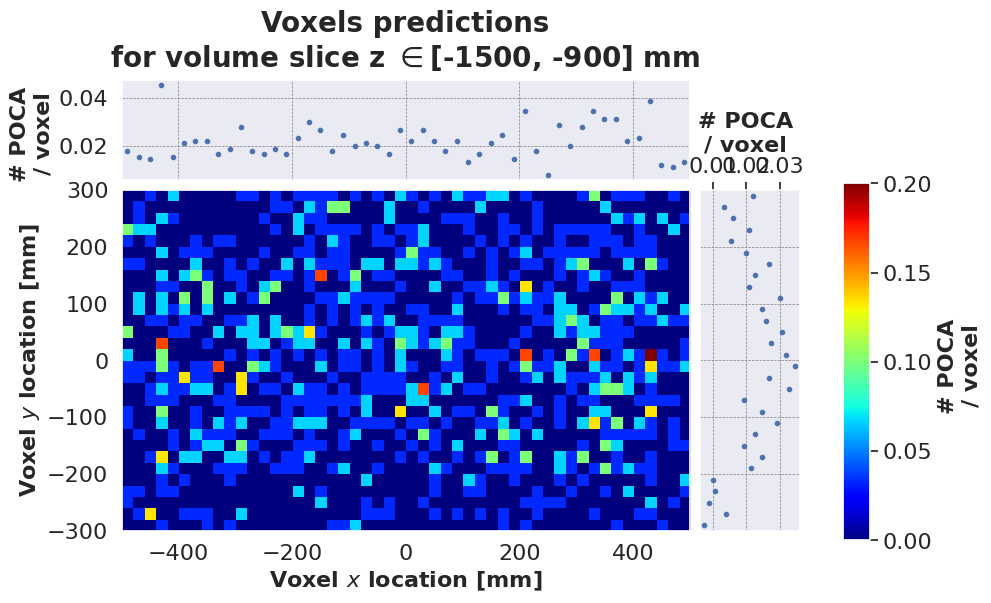 Voxels predictions
for volume slice z ∈[-1500, -900] mm
# POCA
/ voxel
0.04
0.02
# POCA
/ voxel
0.01
0.02
0.03
300
200
100
0
−100
−200
−300
Voxel y location [mm]
−400
−200
0
200
400
Voxel x location [mm]
0.20
0.15
0.10
0.05
0.00
# POCA
/ voxel